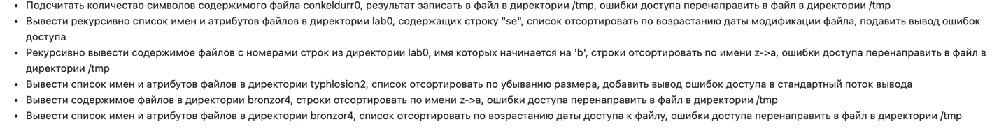 • Подсчитать количество символов содержимого файла conkeldurr0, результат записать в файл в директории /tmp, ошибки доступа перенаправить в файл в директории /tmp
• Вывести рекурсивно список имен и атрибутов файлов в директории lab0, содержащих строку "se", список отсортировать по возрастанию даты модификации файла, подавить вывод ошибок
доступа
• Рекурсивно вывести содержимое файлов с номерами строк из директории lab0, имя которых начинается на 'b', строки отсортировать по имени z->a, ошибки доступа перенаправить в файл в
директории /tmp
• Вывести список имен и атрибутов файлов в директории typhlosion2, список отсортировать по убыванию размера, добавить вывод ошибок доступа в стандартный поток вывода
• Вывести содержимое файлов в директории bronzor4, строки отсортировать по имени z->a, ошибки доступа перенаправить в файл в директории /tmp
• Вывести список имен и атрибутов файлов в директории bronzor4, список отсортировать по возрастанию даты доступа к файлу, ошибки доступа перенаправить в файл в директории /tmp